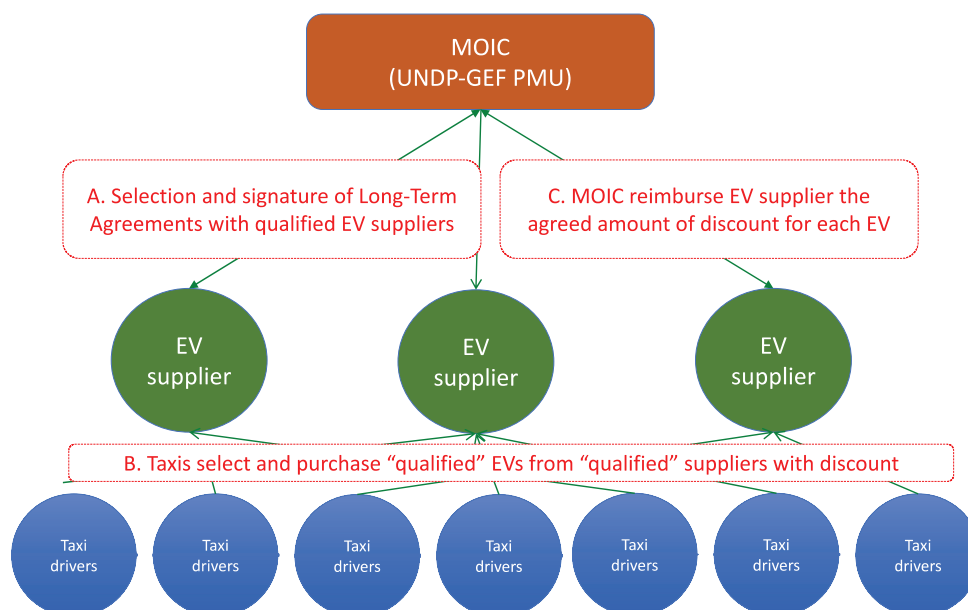 MOIC
(UNDP-GEF PMU)
A. Selection and signature of Long-Term
Agreements with qualified EV suppliers
C. MOIC reimburse EV supplier the
agreed amount of discount for each EV
EV
supplier
EV
supplier
EV
supplier
B. Taxis select and purchase “qualified” EVs from “qualified” suppliers with discount
Taxi
drivers
Taxi
drivers
Taxi
drivers
Taxi
drivers
Taxi
drivers
Taxi
drivers
Taxi
drivers